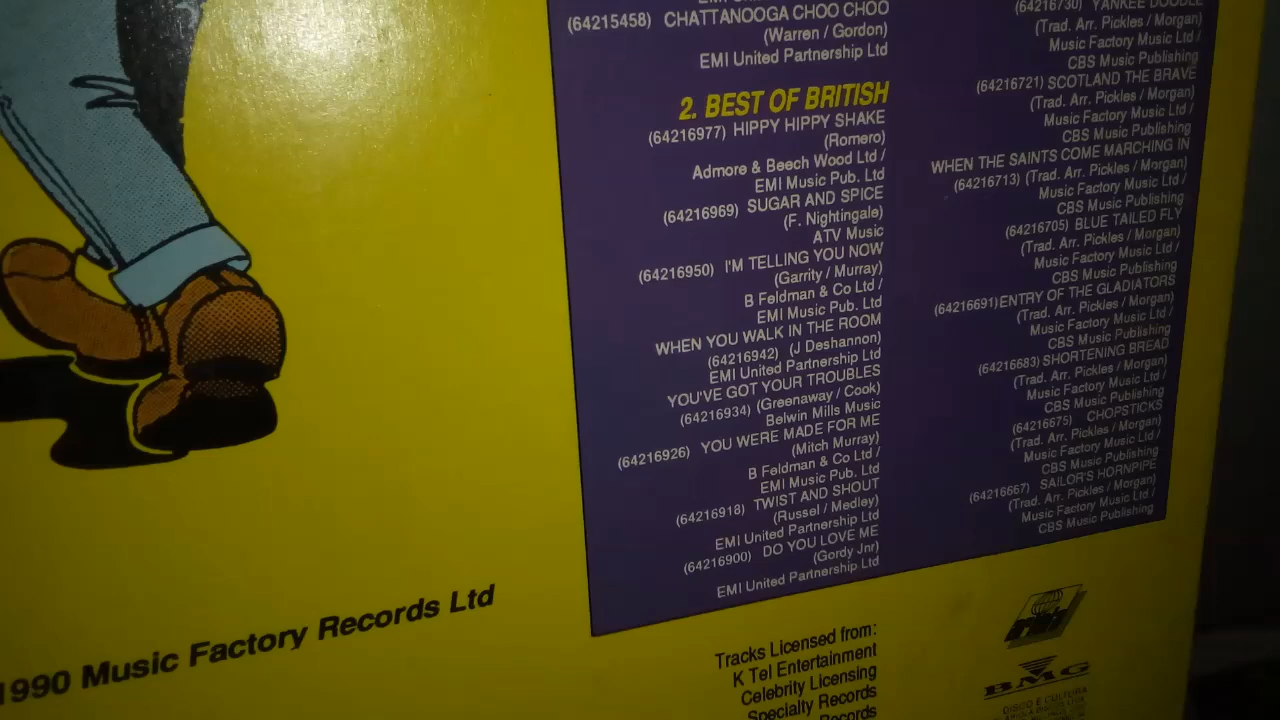 (64215458) CHATTANOOGA CHOO CHOO
(Warren / Gordon)
EMI United Partnership Ltd
2. BEST OF BRITISH
(64216977) HIPPY HIPPY SHAKE
(Romero)
Admore & Beech Wood Ltd /
EMI Music Pub. Ltd
(64216969) SUGAR AND SPICE
(F. Nightingale)
ATV Music
(64216950) I'M TELLING YOU NOW
(Garrity / Murray)
B Feldman & Co Ltd /
EMI Music Pub. Ltd
WHEN YOU WALK IN THE ROOM
(64216942) (J Deshannon)
EMI United Partnership Ltd
YOU'VE GOT YOUR TROUBLES
(64216934) (Greenaway / Cook)
Belwin Mills Music
(64216926) YOU WERE MADE FOR ME
(Mitch Murray)
B Feldman & Co Ltd /
EMI Music Pub. Ltd
(64216918) TWIST AND SHOUT
(Russel / Medley)
EMI United Partnership Ltd
(64216900) DO YOU LOVE ME
(Gordy Jnr)
EMI United Partnership Ltd
(64216730) YANKEE DOODLE
(Trad. Arr. Pickles / Morgan)
Music Factory Music Ltd /
CBS Music Publishing
(64216721) SCOTLAND THE BRAVE
(Trad. Arr. Pickles / Morgan)
Music Factory Music Ltd /
CBS Music Publishing
WHEN THE SAINTS COME MARCHING IN
(64216713) (Trad. Arr. Pickles / Morgan)
Music Factory Music Ltd /
CBS Music Publishing
(64216705) BLUE TAILED FLY
(Trad. Arr. Pickles / Morgan)
Music Factory Music Ltd /
CBS Music Publishing
(64216691) ENTRY OF THE GLADIATORS
(Trad. Arr. Pickles / Morgan)
Music Factory Music Ltd /
CBS Music Publishing
(64216683) SHORTENING BREAD
(Trad. Arr. Pickles / Morgan)
Music Factory Music Ltd /
CBS Music Publishing
(64216675) CHOPSTICKS
(Trad. Arr. Pickles / Morgan)
Music Factory Music Ltd /
CBS Music Publishing
(64216667) SAILOR'S HORNPIPE
(Trad. Arr. Pickles / Morgan)
Music Factory Music Ltd /
CBS Music Publishing
1990 Music Factory Records Ltd
Tracks Licensed from:
K Tel Entertainment
Celebrity Licensing
Specialty Records
Records
BMG
DISCO E CULTURA